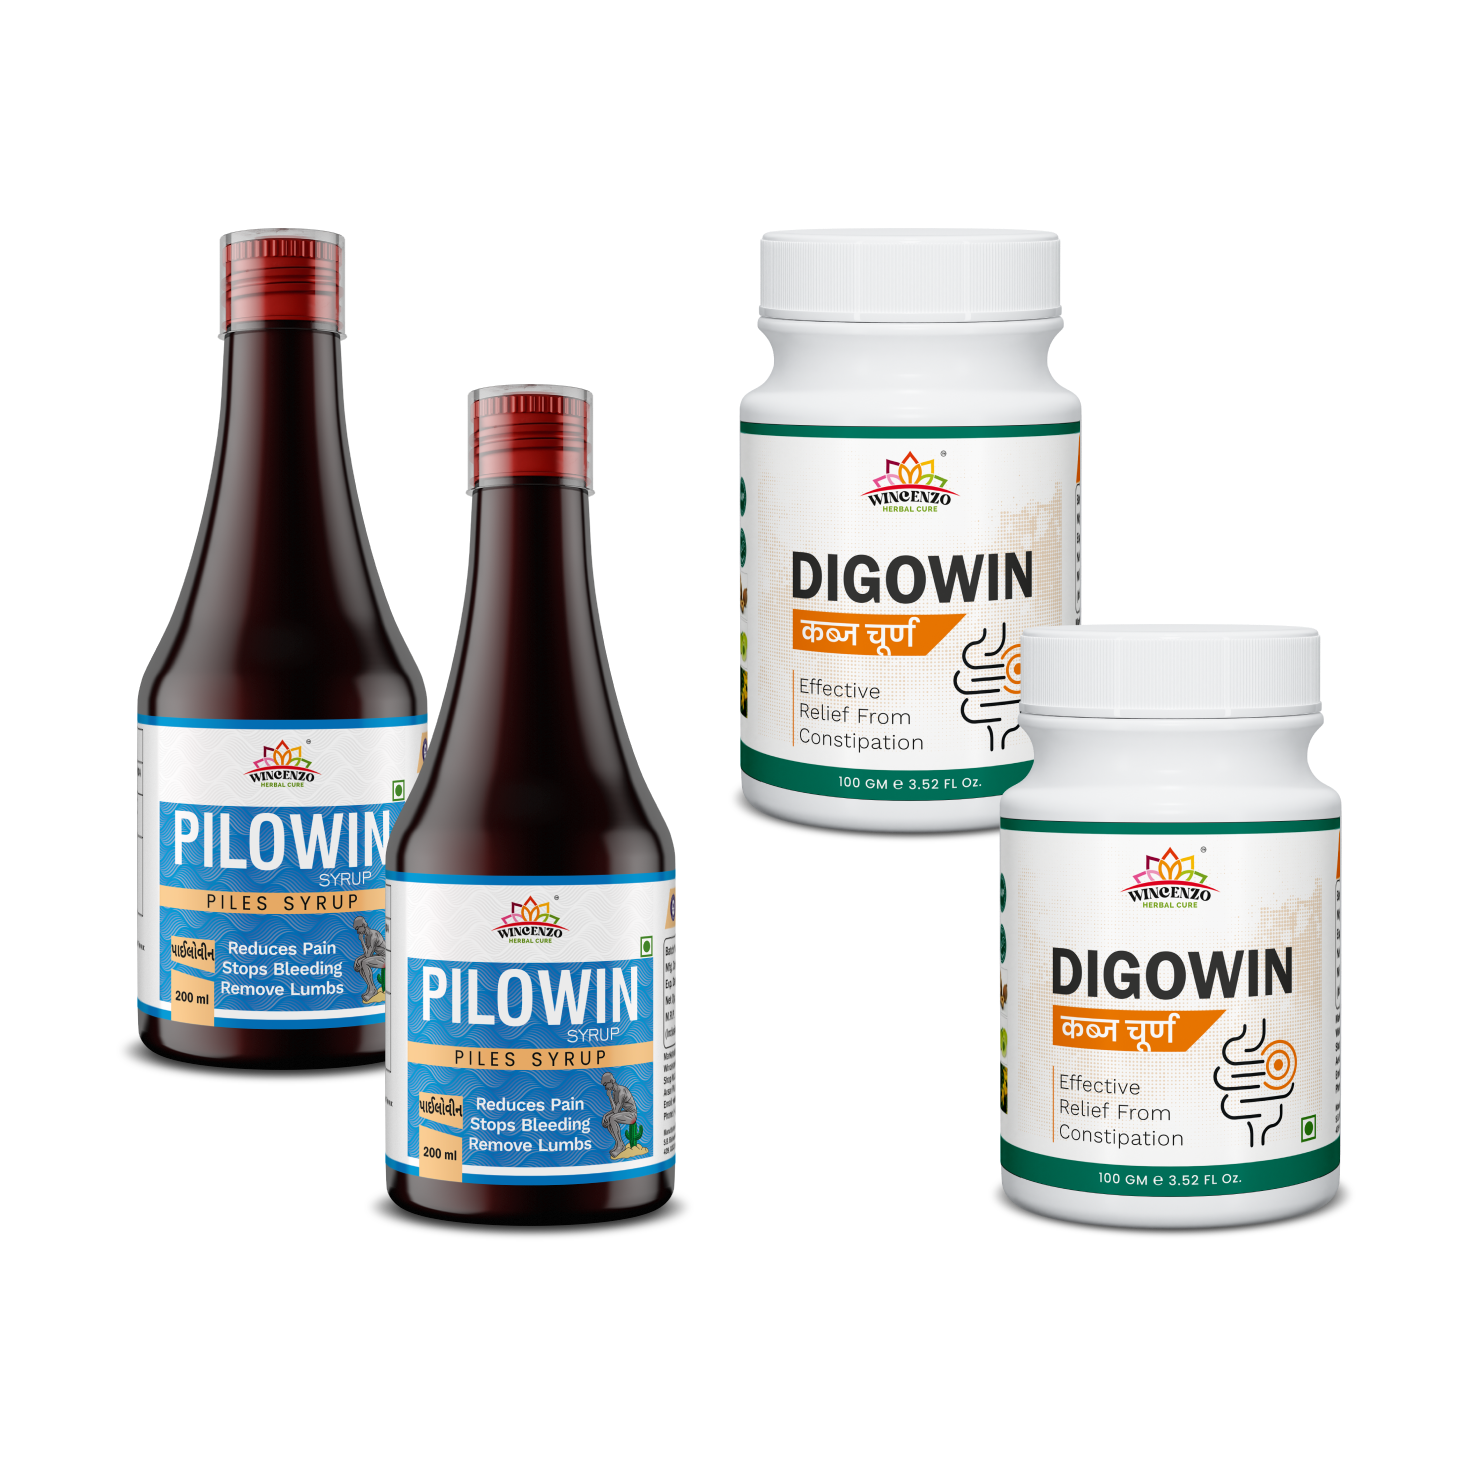 WINCENZO
HERBAL CURE
PILOWIN
SYRUP
PILES SYRUP
પાઈલોવીન
Reduces Pain
Stops Bleeding
Remove Lumbs
200 ml
WINCENZO
HERBAL CURE
PILOWIN
SYRUP
PILES SYRUP
પાઈલોવીન
Reduces Pain
Stops Bleeding
Remove Lumbs
200 ml
WINCENZO
HERBAL CURE
DIGOWIN
कब्ज चूर्ण
Effective
Relief From
Constipation
100 GM ℮ 3.52 FL Oz.
WINCENZO
HERBAL CURE
DIGOWIN
कब्ज चूर्ण
Effective
Relief From
Constipation
100 GM ℮ 3.52 FL Oz.